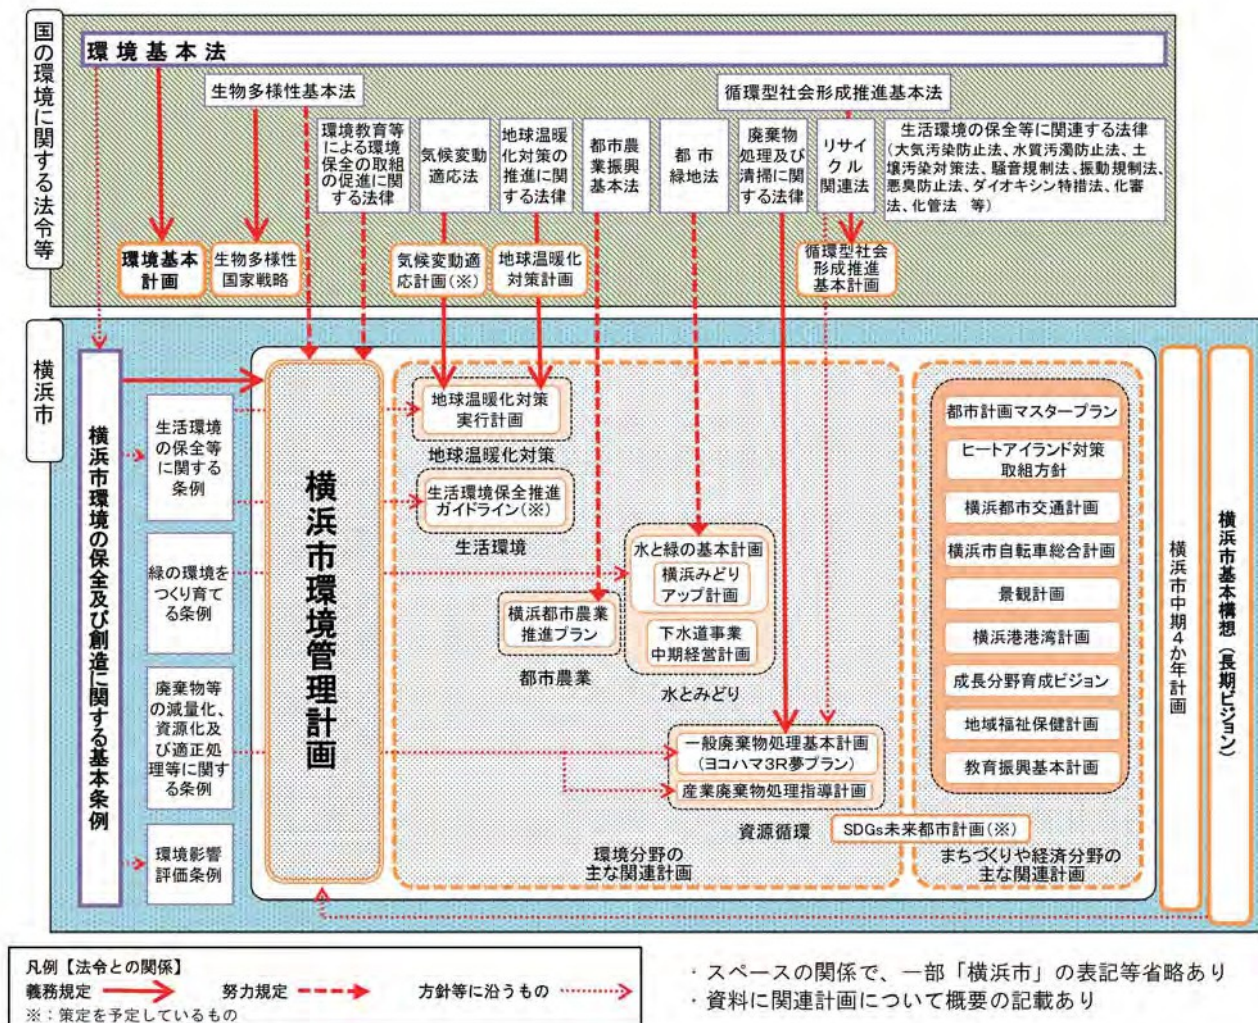 国の環境に関する法令等
環境基本法
生物多様性基本法
循環型社会形成推進基本法
環境教育等
による環境
保全の取組
の促進に関
する法律
気候変動
適応法
地球温暖
化対策の
推進に関
する法律
都市農
業振興
基本法
都市
緑地法
廃棄物
処理及び
清掃に関
する法律
リサイ
クル
関連法
生活環境の保全等に関連する法律
(大気汚染防止法、水質汚濁防止法、土
壌汚染対策法、騒音規制法、振動規制法、
悪臭防止法、ダイオキシン特措法、化審
法、化管法 等)
環境基本
計画
生物多様性
国家戦略
気候変動適
応計画(※)
地球温暖化
対策計画
循環型社会
形成推進
基本計画
横浜市
横浜市環境の保全及び創造に関する基本条例
生活環境
の保全等
に関する
条例
緑の環境を
つくり育て
る条例
廃棄物等
の減量化、
資源化及
び適正処
理等に関す
る条例
環境影響
評価条例
横浜市環境管理計画
地球温暖化対策
実行計画
地球温暖化対策
生活環境保全推進
ガイドライン(※)
生活環境
横浜都市農業
推進プラン
都市農業
水と緑の基本計画
横浜みどり
アップ計画
下水道事業
中期経営計画
水とみどり
一般廃棄物処理基本計画
(ヨコハマ3R夢プラン)
産業廃棄物処理指導計画
資源循環
SDGs未来都市計画(※)
環境分野の
主な関連計画
都市計画マスタープラン
ヒートアイランド対策
取組方針
横浜都市交通計画
横浜市自転車総合計画
景観計画
横浜港港湾計画
成長分野育成ビジョン
地域福祉保健計画
教育振興基本計画
まちづくりや経済分野の
主な関連計画
横浜市中期4か年計画
横浜市基本構想(長期ビジョン)
凡例【法令との関係】
義務規定 努力規定 方針等に沿うもの
※:策定を予定しているもの
・スペースの関係で、一部「横浜市」の表記等省略あり
・資料に関連計画について概要の記載あり